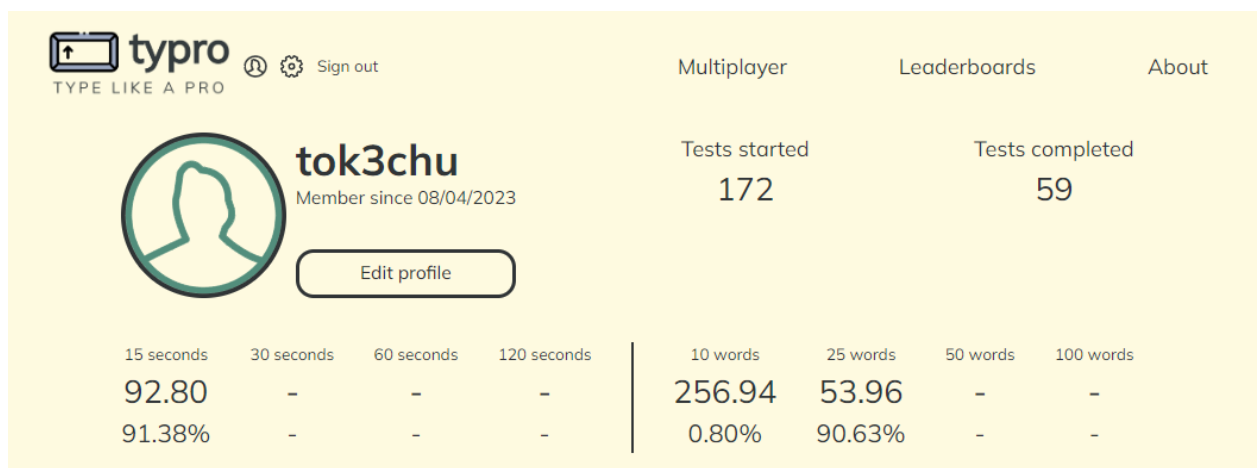 typro
TYPE LIKE A PRO
Sign out
Multiplayer
Leaderboards
About
tok3chu
Member since 08/04/2023
Edit profile
Tests started
172
Tests completed
59
15 seconds 30 seconds 60 seconds 120 seconds
92.80 - - -
91.38% - - -
10 words 25 words 50 words 100 words
256.94 53.96 - -
0.80% 90.63% - -